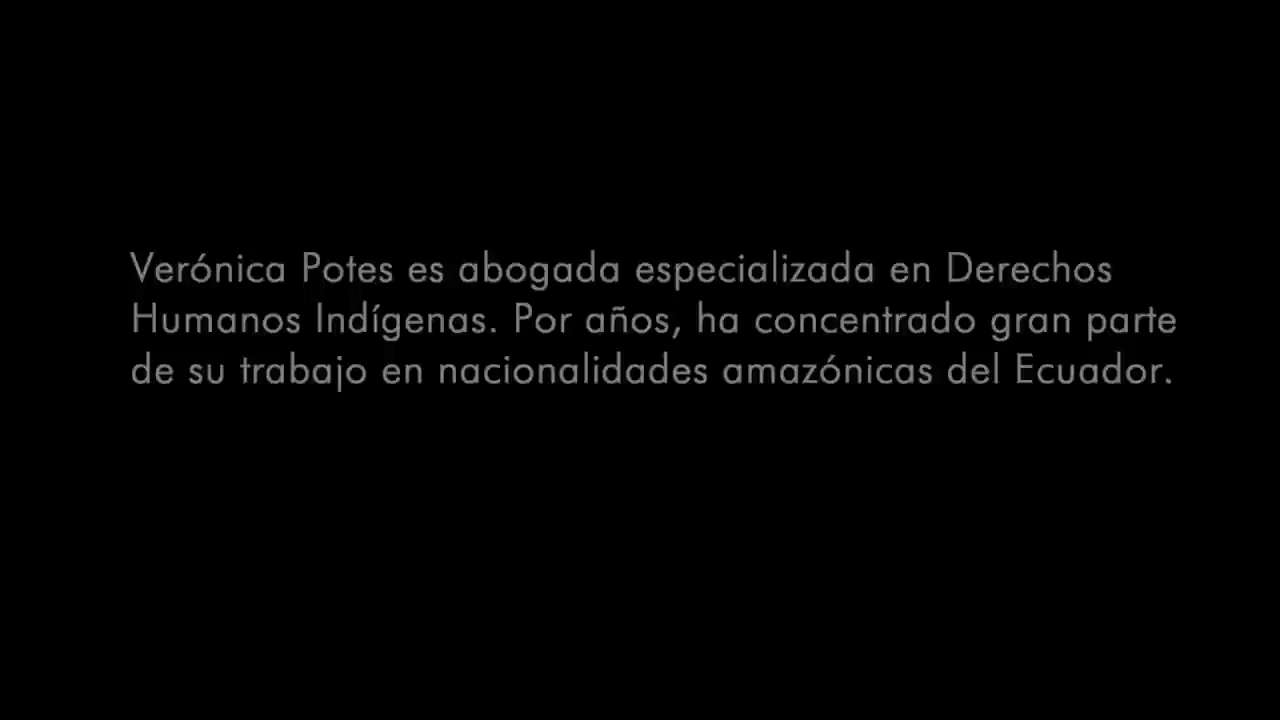 Verónica Potes es abogada especializada en Derechos
Humanos Indígenas. Por años, ha concentrado gran parte
de su trabajo en nacionalidades amazónicas del Ecuador.